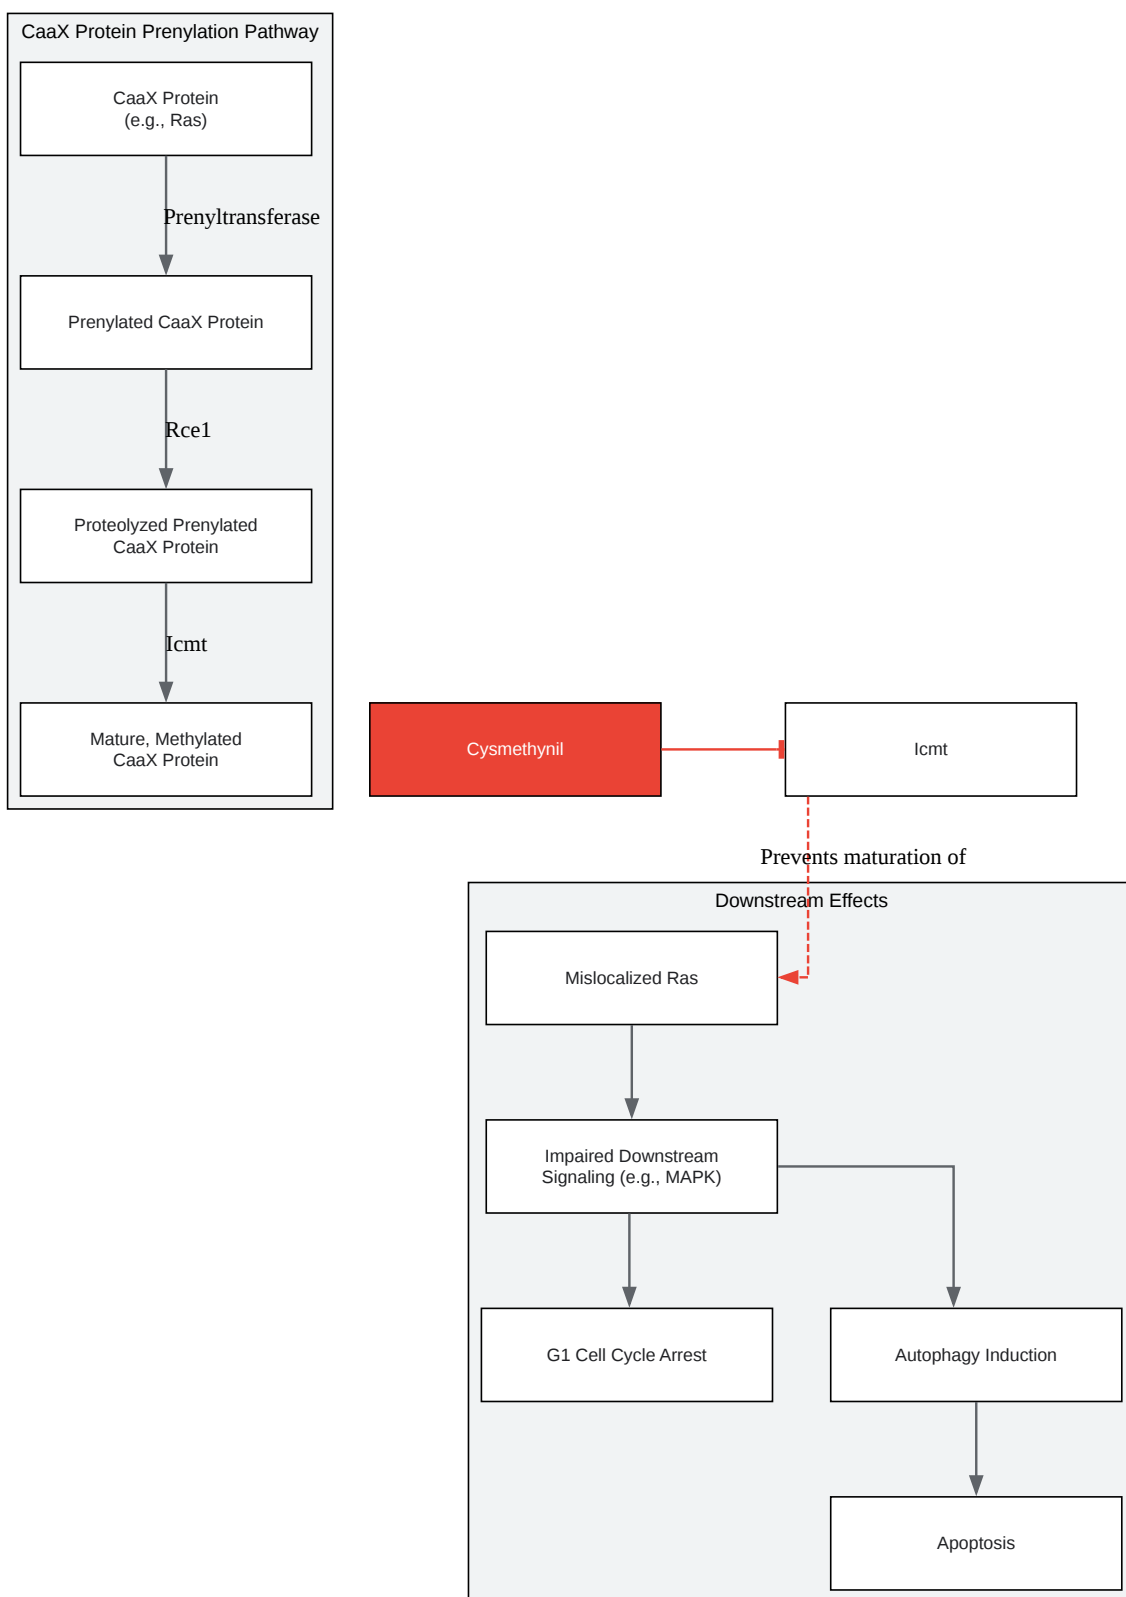 CaaX Protein Prenylation Pathway
CaaX Protein
(e.g., Ras)
Prenyltransferase
Prenylated CaaX Protein
Rce1
Proteolyzed Prenylated
CaaX Protein
Icmt
Mature, Methylated
CaaX Protein
Cysmethynil
Icmt
Prevents maturation of
Downstream Effects
Mislocalized Ras
Impaired Downstream
Signaling (e.g., MAPK)
G1 Cell Cycle Arrest
Autophagy Induction
Apoptosis